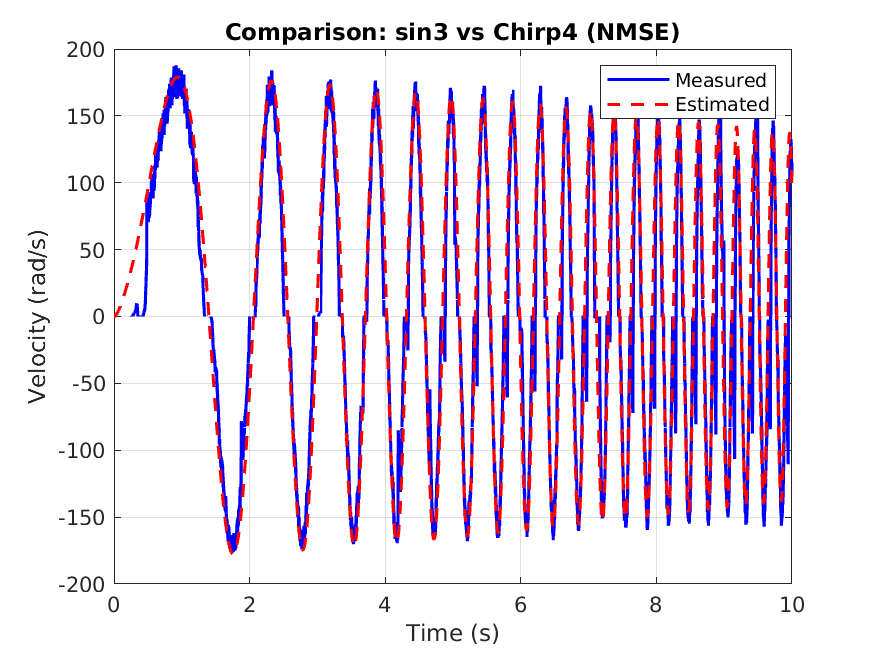 Comparison: sin3 vs Chirp4 (NMSE)
Measured
Estimated
Velocity (rad/s)
200
150
100
50
0
-50
-100
-150
-200
0 2 4 6 8 10
Time (s)